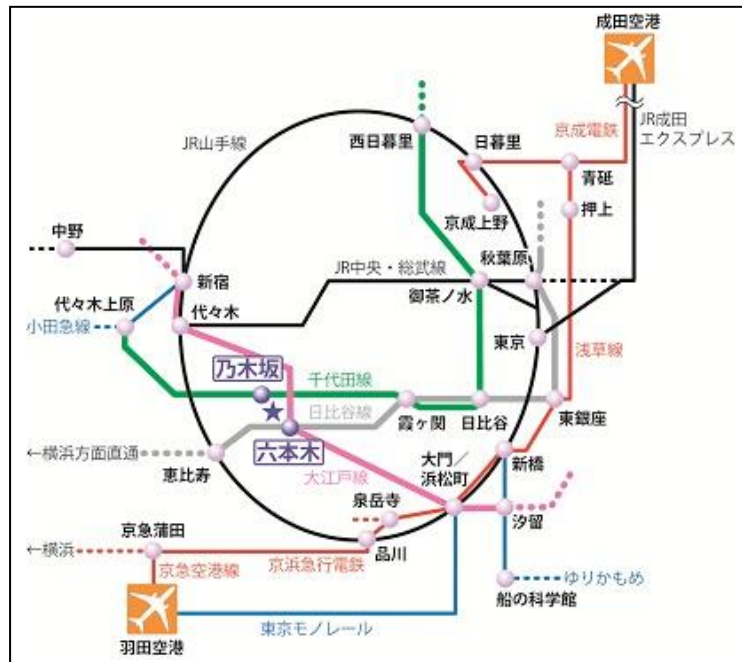 成田空港
JR山手線
西日暮里
日暮里
京成電鉄
JR成田
エクスプレス
青砥
京成上野
押上
中野
秋葉原
新宿
JR中央・総武線
代々木上原
御茶ノ水
小田急線
代々木
東京
浅草線
乃木坂
千代田線
日比谷線
霞ヶ関
日比谷
東銀座
六本木
←横浜方面直通
恵比寿
大江戸線
大門／
浜松町
新橋
泉岳寺
汐留
京急蒲田
←横浜
品川
京急空港線
京浜急行電鉄
ゆりかもめ
船の科学館
東京モノレール
羽田空港